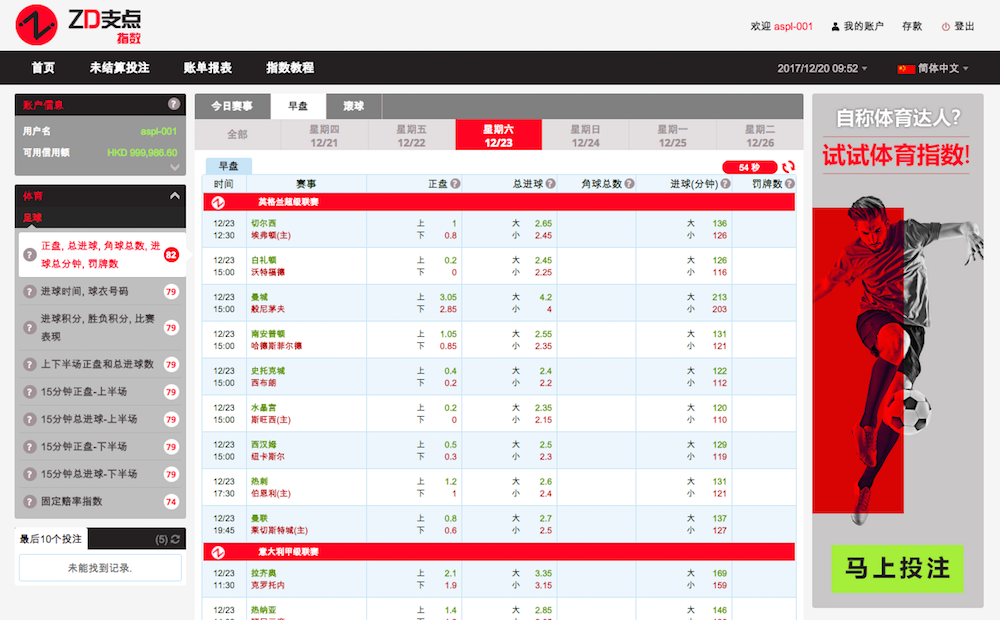 ZD支点
指数
欢迎 aspl-001 我的账户 存款 登出
首页 未结算投注 账单报表 指数教程 2017/12/20 09:52 简体中文
账户信息 ?
用户名 aspl-001
可用信用额 HKD 999,986.60
体育
足球
? 正盘, 总进球, 角球总数, 进
球总分钟, 罚牌数 82
? 进球时间, 球衣号码 79
? 进球积分, 胜负积分, 比赛
表现 79
? 上下半场正盘和总进球数 79
? 15分钟正盘-上半场 79
? 15分钟总进球-上半场 79
? 15分钟正盘-下半场 79
? 15分钟总进球-下半场 79
? 固定赔率指数 74
最后10个投注 (5)
未能找到记录.
今日赛事 早盘 滚球
全部 星期四 星期五 星期六 星期日 星期一 星期二
12/21 12/22 12/23 12/24 12/25 12/26
早盘 54 秒
时间 赛事 正盘 ? 总进球 ? 角球总数 ? 进球(分钟) ? 罚牌数 ?
英格兰超级联赛
12/23 切尔西 上 1 大 2.65 大 136
12:30 埃弗顿(主) 下 0.8 小 2.45 小 126
12/23 白礼顿 上 0.2 大 2.45 大 126
15:00 沃特福德 下 0 小 2.25 小 116
12/23 曼城 上 3.05 大 4.2 大 213
15:00 般尼茅夫 下 2.85 小 4 小 203
12/23 南安普顿 上 1.05 大 2.55 大 131
15:00 哈德斯菲尔德 下 0.85 小 2.35 小 121
12/23 史托克城 上 0.4 大 2.4 大 122
15:00 西布朗 下 0.2 小 2.2 小 112
12/23 水晶宫 上 0.2 大 2.35 大 120
15:00 斯旺西(主) 下 0 小 2.15 小 110
12/23 西汉姆 上 0.5 大 2.5 大 129
15:00 纽卡斯尔 下 0.3 小 2.3 小 119
12/23 热刺 上 1.2 大 2.6 大 131
17:30 伯恩利(主) 下 1 小 2.4 小 121
12/23 曼联 上 0.8 大 2.7 大 137
19:45 莱切斯特城(主) 下 0.6 小 2.5 小 127
意大利甲级联赛
12/23 拉齐奥 上 2.1 大 3.35 大 169
11:30 克罗托内 下 1.9 小 3.15 小 159
12/23 热纳亚 上 1.4 大 2.85 大 146
自称体育达人?
试试体育指数!
马上投注